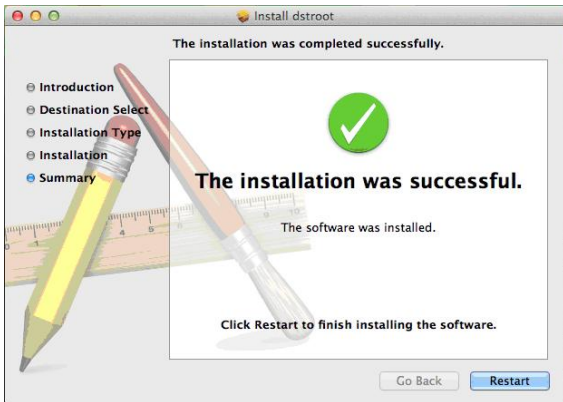 Install dstroot
The installation was completed successfully.
Introduction
Destination Select
Installation Type
Installation
Summary
The installation was successful.
The software was installed.
Click Restart to finish installing the software.
Go Back
Restart